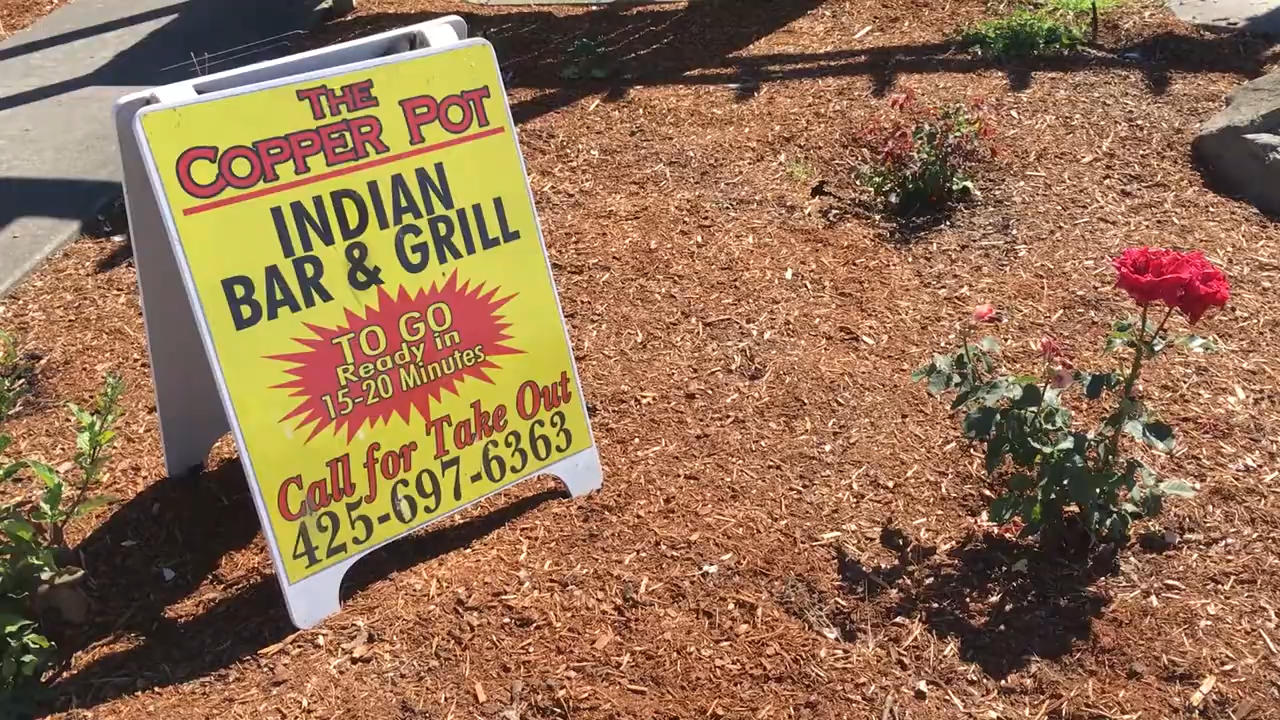 THE
COPPER POT
INDIAN
BAR & GRILL
TO GO
Ready in
15-20 Minutes
Call for Take Out
425-697-6363